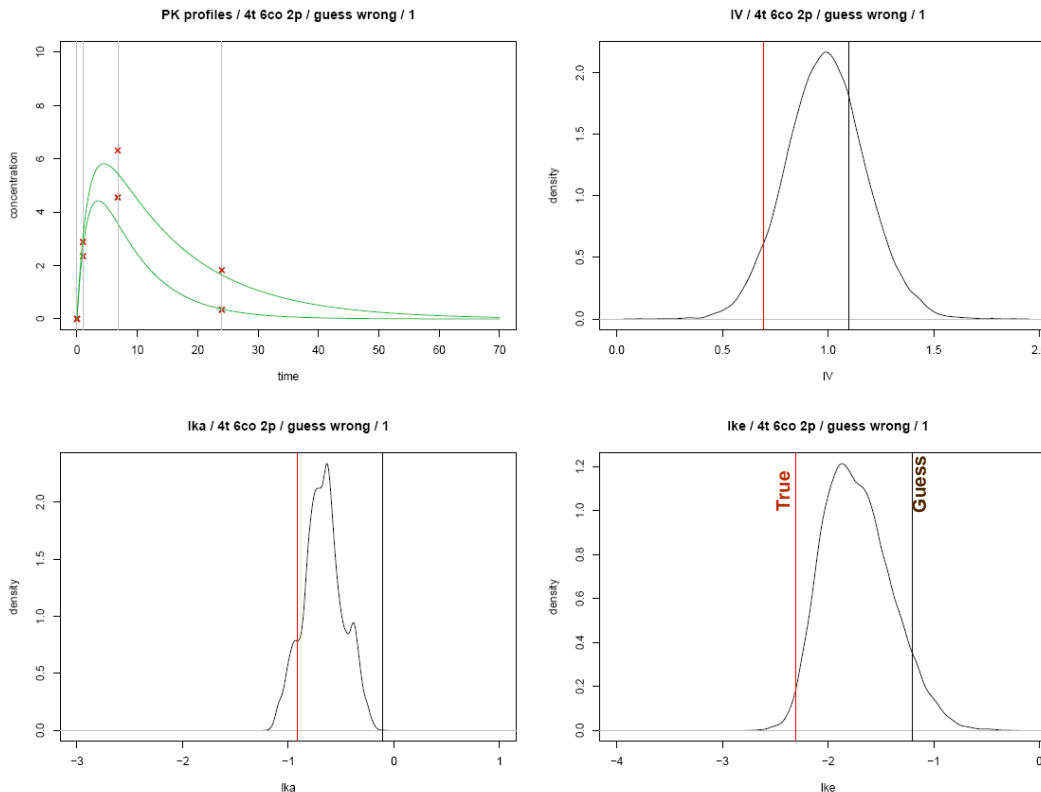 PK profiles / 4t 6co 2p / guess wrong / 1
concentration
0 2 4 6 8 10
0 10 20 30 40 50 60 70
time
IV / 4t 6co 2p / guess wrong / 1
density
0.0 0.5 1.0 1.5 2.0
0.0 0.5 1.0 1.5 2.0
IV
lka / 4t 6co 2p / guess wrong / 1
density
0.0 0.5 1.0 1.5 2.0
−3 −2 −1 0 1
lka
lke / 4t 6co 2p / guess wrong / 1
True
Guess
density
0.0 0.2 0.4 0.6 0.8 1.0 1.2
−4 −3 −2 −1 0
lke